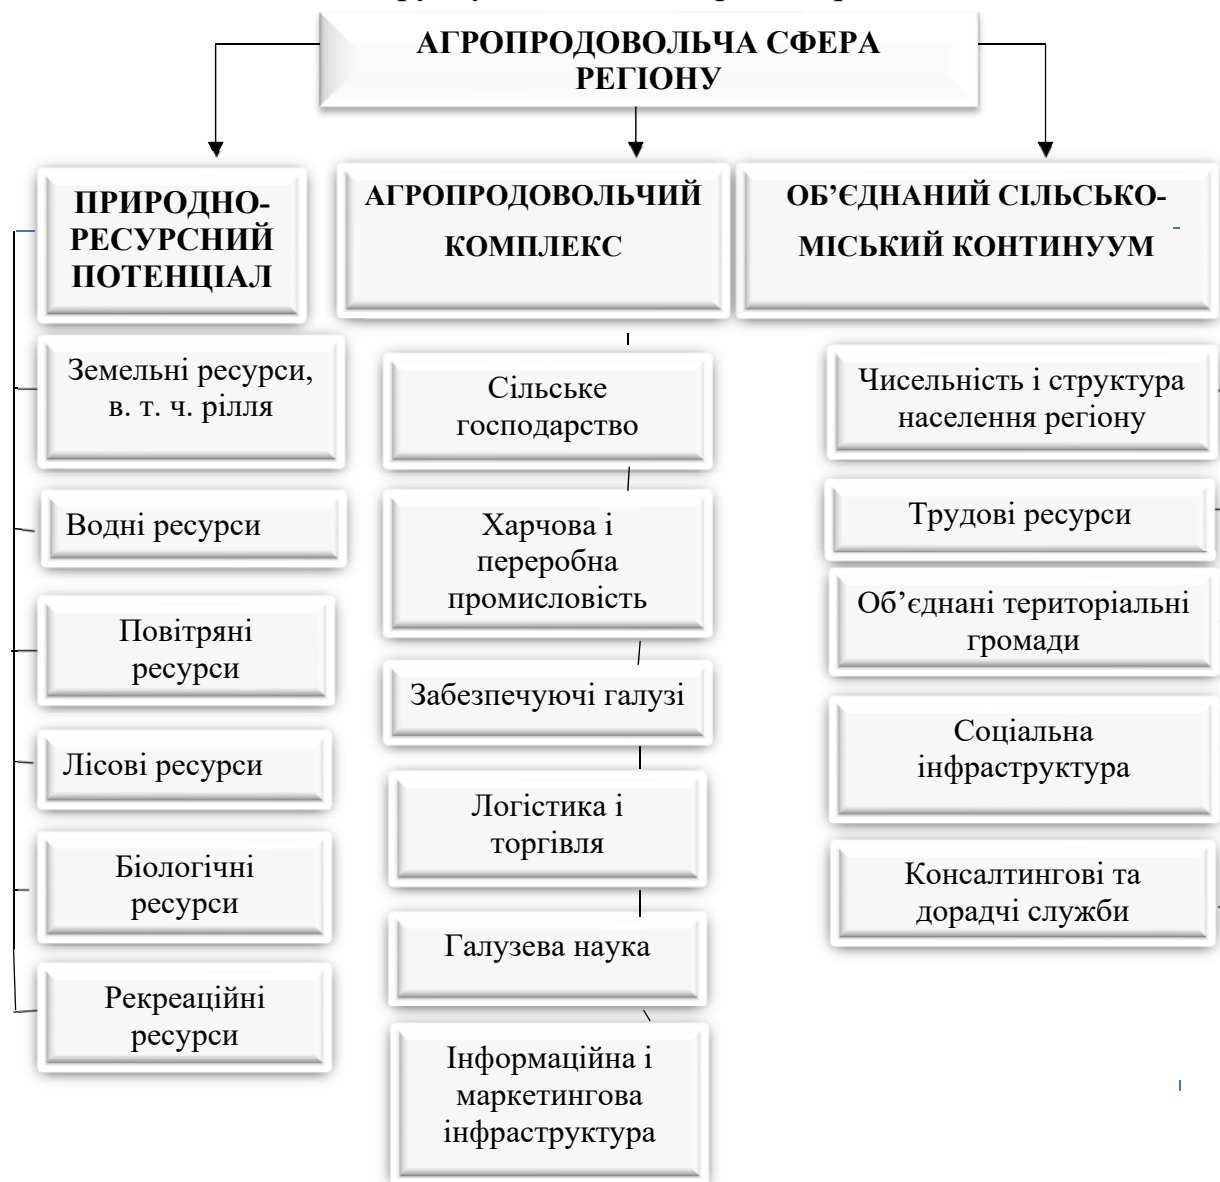 АГРОПРОДОВОЛЬЧА СФЕРА
РЕГІОНУ
ПРИРОДНО-
РЕСУРСНИЙ
ПОТЕНЦІАЛ
Земельні ресурси,
в. т. ч. рілля
Водні ресурси
Повітряні
ресурси
Лісові ресурси
Біологічні
ресурси
Рекреаційні
ресурси
АГРОПРОДОВОЛЬЧИЙ
КОМПЛЕКС
Сільське
господарство
Харчова і
переробна
промисловість
Забезпечуючі галузі
Логістика і
торгівля
Галузева наука
Інформаційна і
маркетингова
інфраструктура
ОБ’ЄДНАНИЙ СІЛЬСЬКО-
МІСЬКИЙ КОНТИНУУМ
Чисельність і структура
населення регіону
Трудові ресурси
Об’єднані територіальні
громади
Соціальна
інфраструктура
Консалтингові та
дорадчі служби